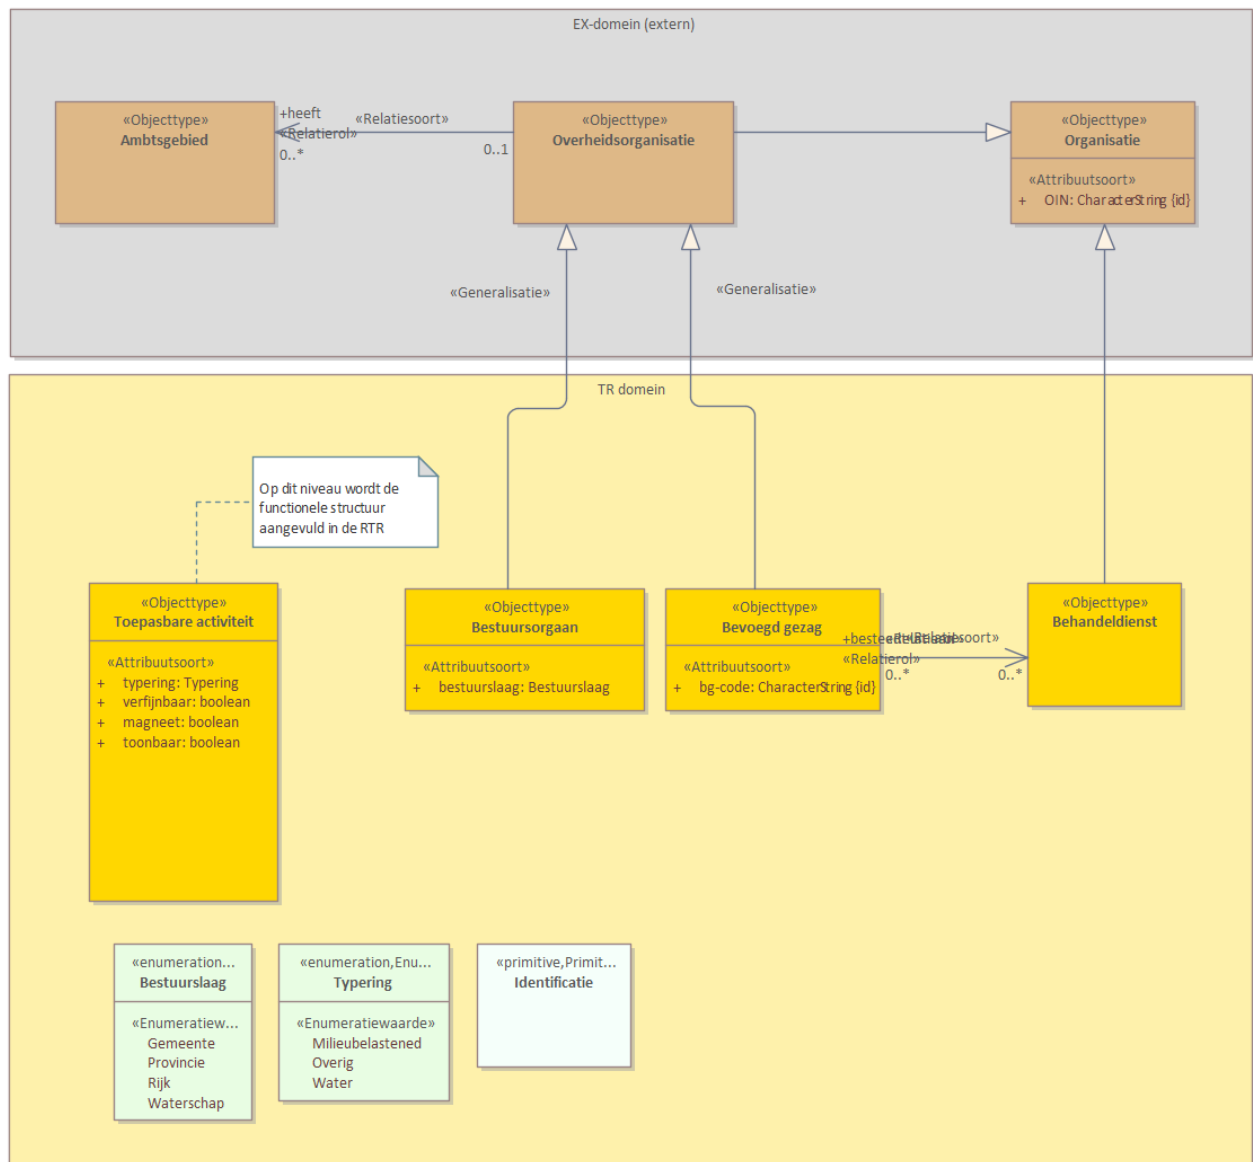 EX-domein (extern)
«Objecttype»
Ambtsgebied
+heeft
«Relatierol»
0..*
«Relatiesoort»
0..1
«Objecttype»
Overheidsorganisatie
«Objecttype»
Organisatie
«Attribuutsoort»
+ OIN: CharacterString {id}
«Generalisatie»
«Generalisatie»
TR domein
Op dit niveau wordt de
functionele structuur
aangevuld in de RTR
«Objecttype»
Toepasbare activiteit
«Attribuutsoort»
+ typering: Typering
+ verfijnbaar: boolean
+ magneet: boolean
+ toonbaar: boolean
«Objecttype»
Bestuursorgaan
«Attribuutsoort»
+ bestuurslaag: Bestuurslaag
«Objecttype»
Bevoegd gezag
«Attribuutsoort»
+ bg-code: CharacterString {id}
«Relatiesoort»
«Relatierol»
0..*
0..*
«Objecttype»
Behandeldienst
«enumeration...
Bestuurslaag
«Enumeratiew...
Gemeente
Provincie
Rijk
Waterschap
«enumeration,Enu...
Typering
«Enumeratiewaarde»
Milieubelastened
Overig
Water
«primitive,Primit...
Identificatie